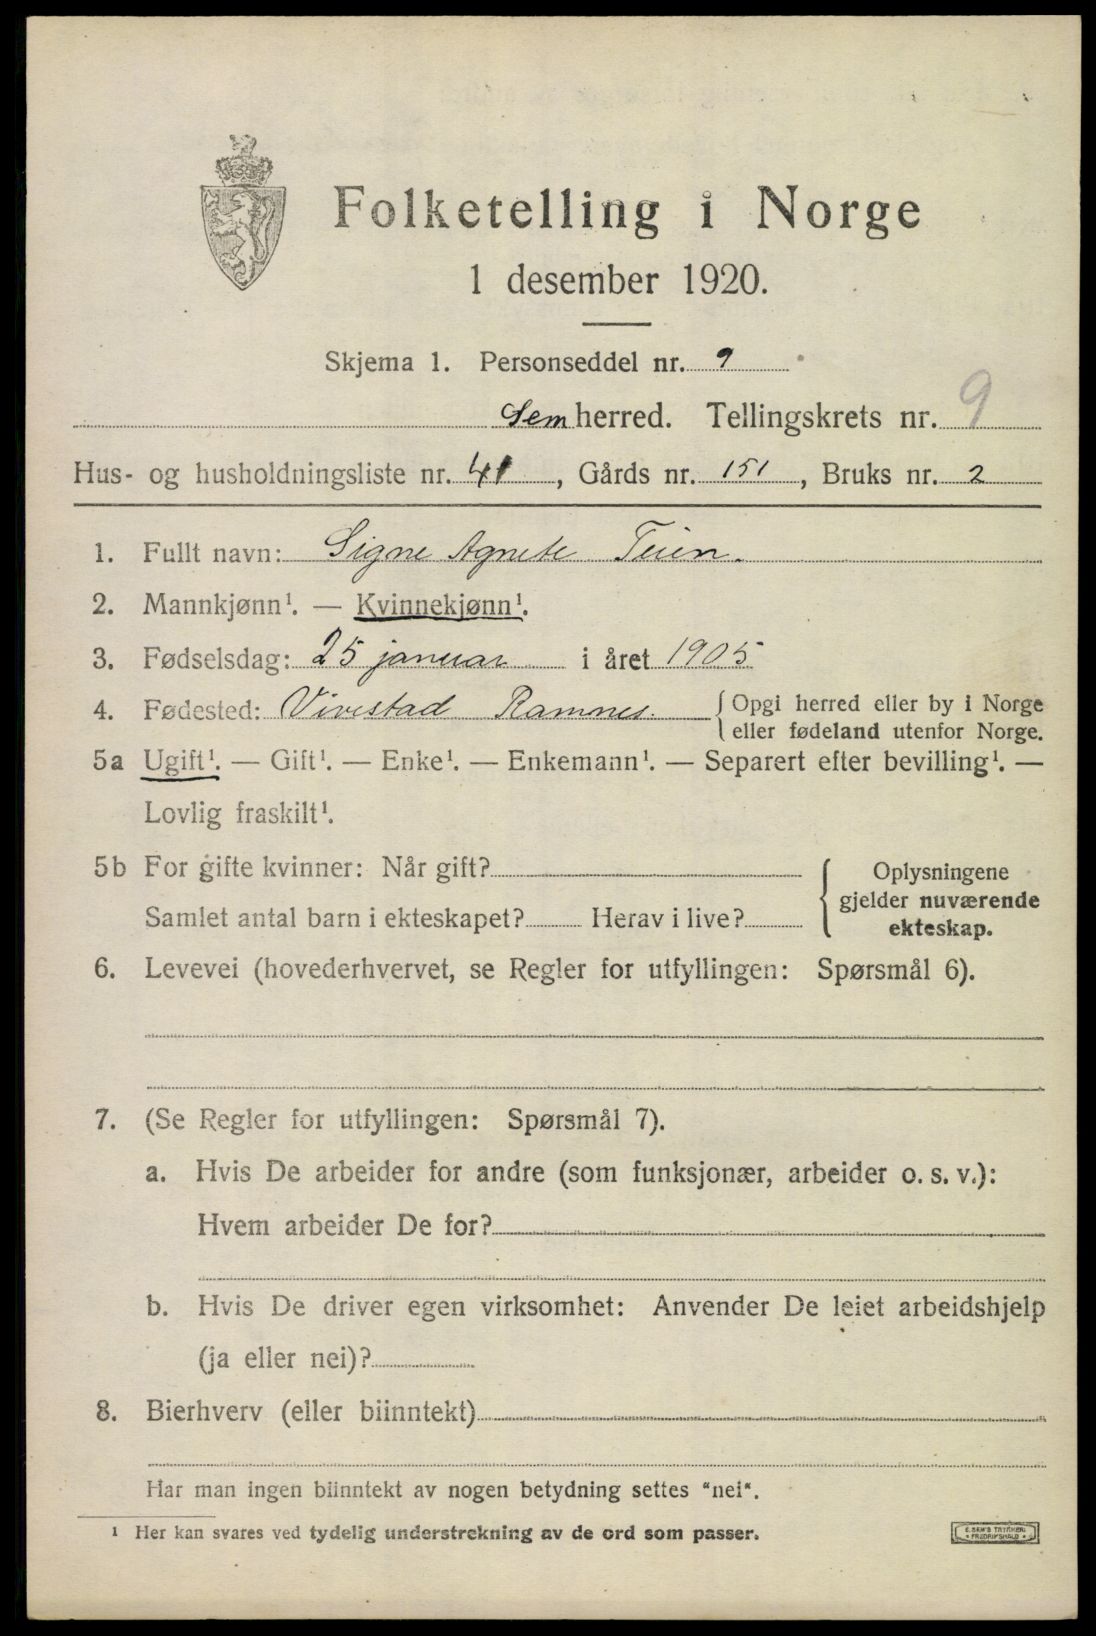 Folketelling i Norge
1 desember 1920.
Skjema 1. Personseddel nr. 9
Sem herred. Tellingskrets nr. 9
Hus- og husholdningsliste nr. 41, Gårds nr. 151, Bruks nr. 2
1. Fullt navn: Signe Agnete Teien.
2. Mannkjønn¹. — Kvinnekjønn¹.
3. Fødselsdag: 25 januar i året 1905
4. Fødested: Vivestad Ramnes. { Opgi herred eller by i Norge
eller fødeland utenfor Norge.
5a Ugift¹. — Gift¹. — Enke¹. — Enkemann¹. — Separert efter bevilling¹. —
Lovlig fraskilt¹.
5b For gifte kvinner: Når gift?
Samlet antal barn i ekteskapet? Herav i live?
Oplysningene
gjelder nuværende
ekteskap.
6. Levevei (hovederhvervet, se Regler for utfyllingen: Spørsmål 6).
7. (Se Regler for utfyllingen: Spørsmål 7).
a. Hvis De arbeider for andre (som funksjonær, arbeider o. s. v.):
Hvem arbeider De for?
b. Hvis De driver egen virksomhet: Anvender De leiet arbeidshjelp
(ja eller nei)?
8. Bierhverv (eller biinntekt)
Har man ingen biinntekt av nogen betydning settes "nei".
¹ Her kan svares ved tydelig understrekning av de ord som passer.
E. SEM'S TRYKKERI
FREDRIKSHALD